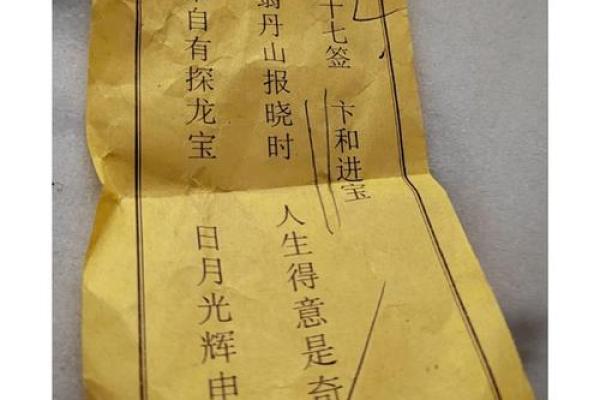 十七签 卞和进宝
丹山报晓时 人生得意是奇
自有探龙宝 日月光辉